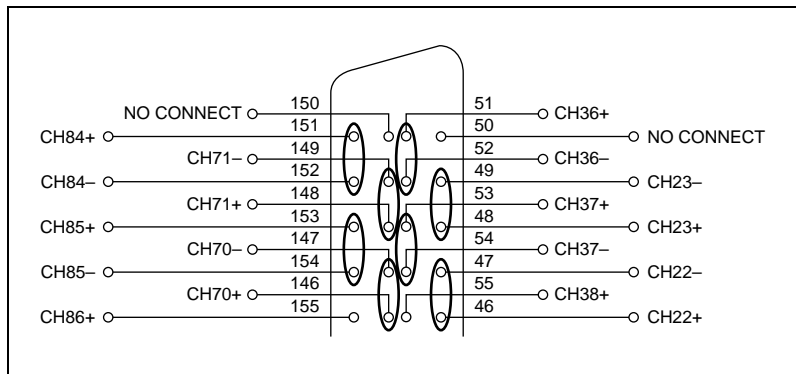 NO CONNECT 150 51 CH36+
CH84+ 151 50 NO CONNECT
CH71– 149 52 CH36–
CH84– 152 49 CH23–
CH71+ 148 53 CH37+
CH85+ 153 48 CH23+
CH70– 147 54 CH37–
CH85– 154 47 CH22–
CH70+ 146 55 CH38+
CH86+ 155 46 CH22+